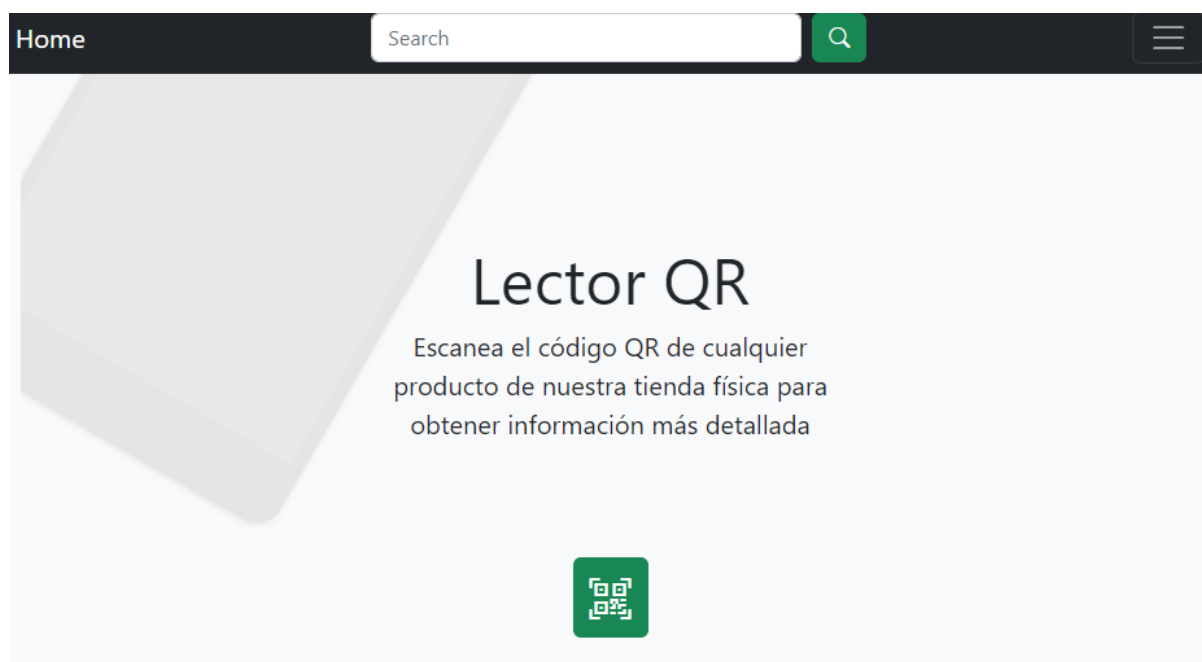 Home
Search
Lector QR
Escanea el código QR de cualquier
producto de nuestra tienda física para
obtener información más detallada